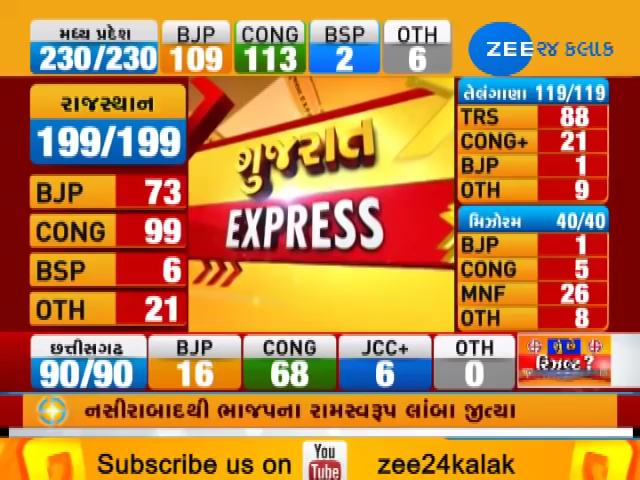 મધ્ય પ્રદેશ BJP CONG BSP OTH
230/230 109 113 2 6
ZEE ૨૪ કલાક
રાજસ્થાન
199/199
BJP 73
CONG 99
BSP 6
OTH 21
ગુજરાત
EXPRESS
તેલંગાણા 119/119
TRS 88
CONG+ 21
BJP 1
OTH 9
મિઝોરમ 40/40
BJP 1
CONG 5
MNF 26
OTH 8
છત્તીસગઢ BJP CONG JCC+ OTH
90/90 16 68 6 0
રિઝલ્ટ?
નસીરાબાદથી ભાજપના રામસ્વરૂપ લાંબા જીત્યા
Subscribe us on You Tube zee24kalak